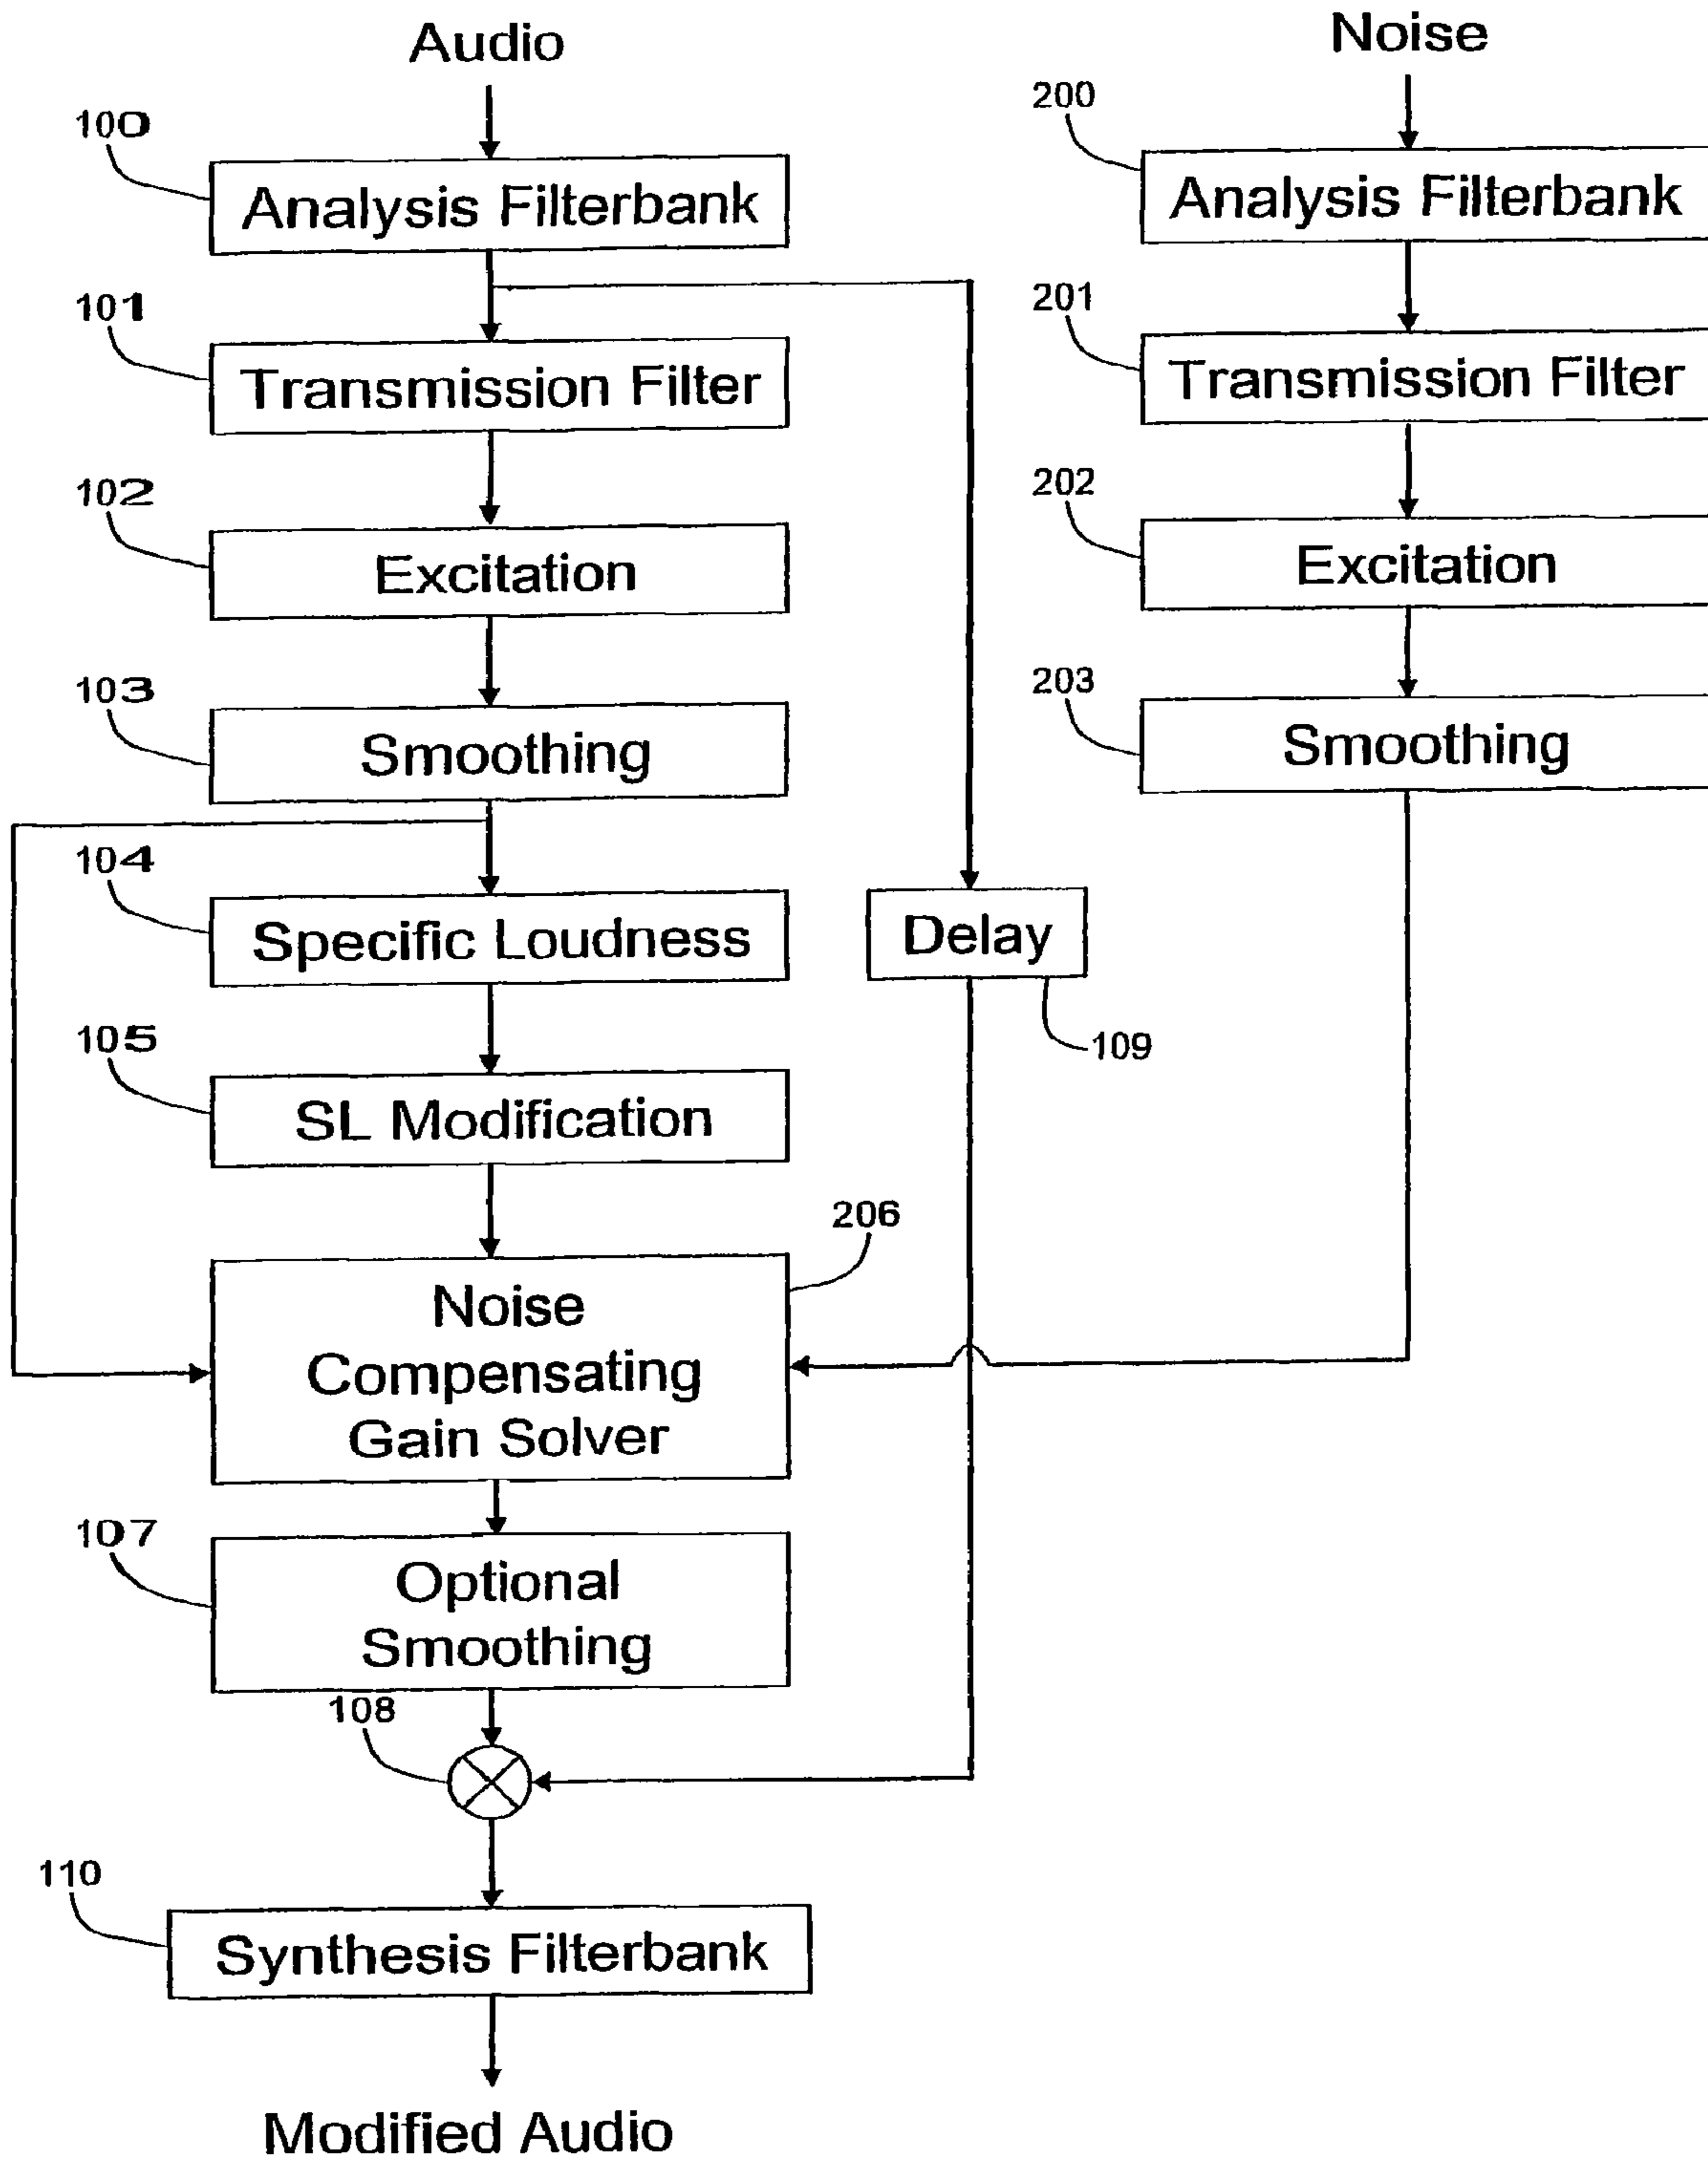 Audio
Noise
100
200
Analysis Filterbank
Analysis Filterbank
101
201
Transmission Filter
Transmission Filter
102
202
Excitation
Excitation
103
203
Smoothing
Smoothing
104
Specific Loudness
Delay
105
109
SL Modification
206
Noise
Compensating
Gain Solver
107
Optional
Smoothing
108
110
Synthesis Filterbank
Modified Audio